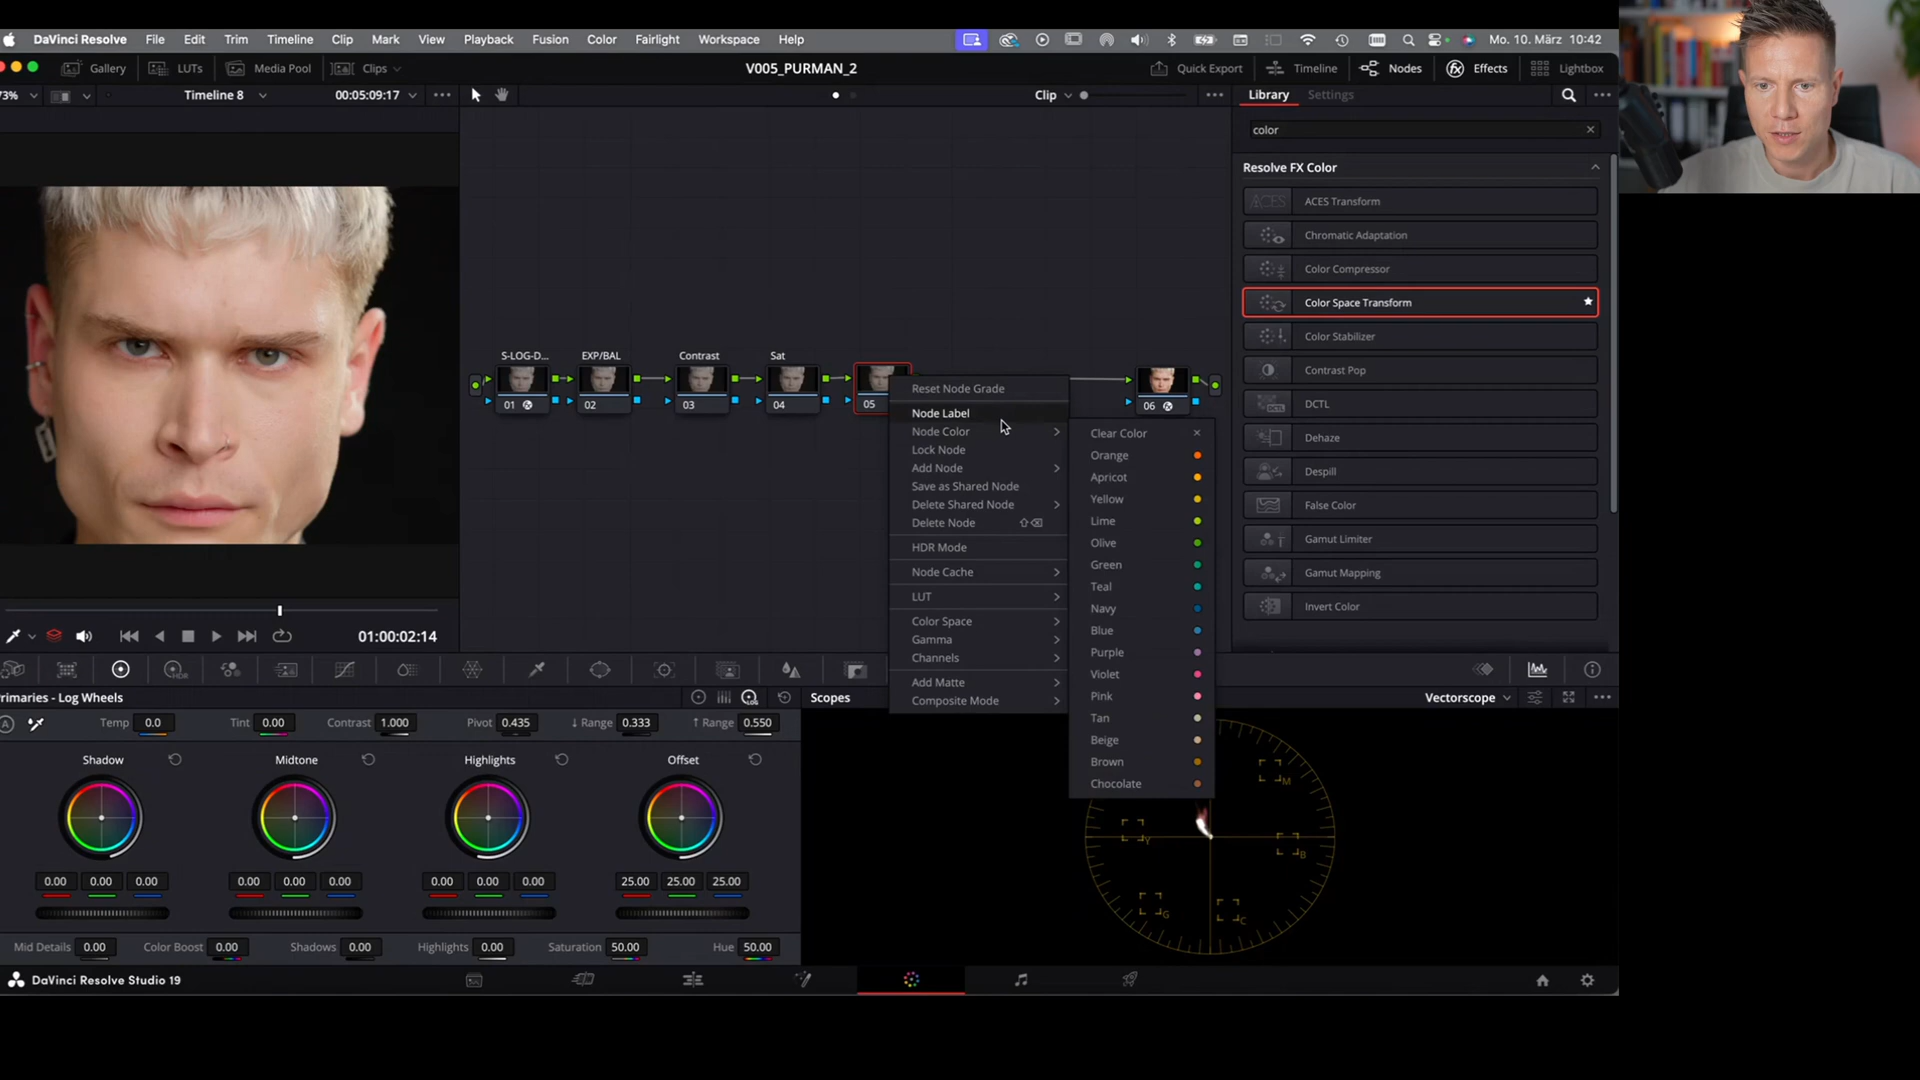 DaVinci Resolve File Edit Trim Timeline Clip Mark View Playback Fusion Color Fairlight Workspace Help Mo. 10. März 10:42
Gallery LUTs Media Pool Clips V005_PURMAN_2 Quick Export Timeline Nodes Effects Lightbox
73% Timeline 8 00:05:09:17 Clip Library Settings
color
Resolve FX Color
ACES Transform
Chromatic Adaptation
Color Compressor
Color Space Transform
Color Stabilizer
Contrast Pop
DCTL
Dehaze
Despill
False Color
Gamut Limiter
Gamut Mapping
Invert Color
S-LOG-D... EXP/BAL Contrast Sat
01 02 03 04 05 06
Reset Node Grade
Node Label
Node Color
Lock Node
Add Node
Save as Shared Node
Delete Shared Node
Delete Node
HDR Mode
Node Cache
LUT
Color Space
Gamma
Channels
Add Matte
Composite Mode
Clear Color
Orange
Apricot
Yellow
Lime
Olive
Green
Teal
Navy
Blue
Purple
Violet
Pink
Tan
Beige
Brown
Chocolate
01:00:02:14
HDR
Primaries - Log Wheels LOG Scopes Vectorscope
A Temp 0.0 Tint 0.00 Contrast 1.000 Pivot 0.435 ↓ Range 0.333 ↑ Range 0.550
Shadow Midtone Highlights Offset
0.00 0.00 0.00 0.00 0.00 0.00 0.00 0.00 0.00 25.00 25.00 25.00
Mid Details 0.00 Color Boost 0.00 Shadows 0.00 Highlights 0.00 Saturation 50.00 Hue 50.00
M
Y B
G C
DaVinci Resolve Studio 19